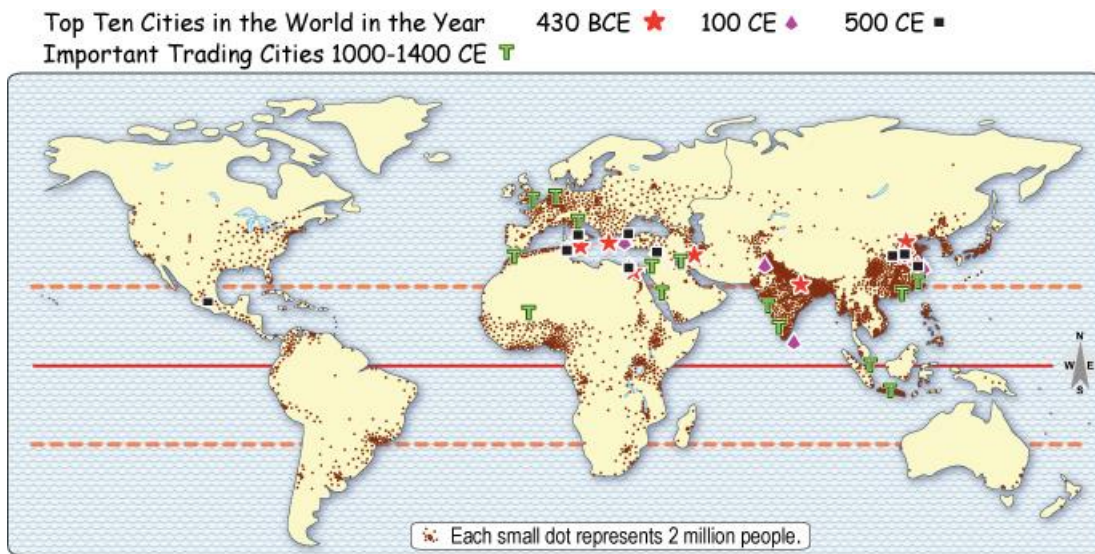 Top Ten Cities in the World in the Year 430 BCE 100 CE 500 CE
Important Trading Cities 1000-1400 CE T
N
W E
S
Each small dot represents 2 million people.